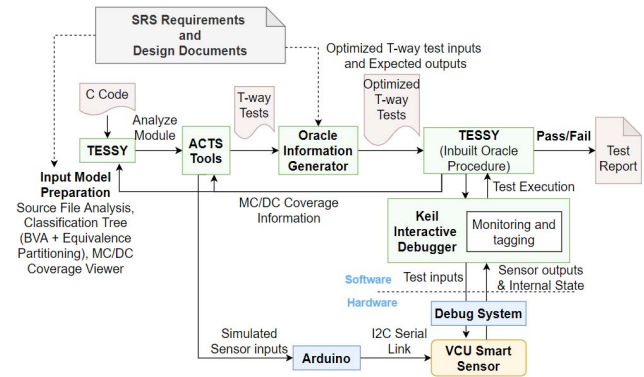 SRS Requirements
and
Design Documents
Optimized T-way test inputs
and Expected outputs
C Code
Analyze
Module
T-way
Tests
Optimized
T-way
Tests
TESSY
ACTS
Tools
Oracle
Information
Generator
TESSY
(Inbuilt Oracle
Procedure)
Pass/Fail
Test
Report
Input Model
Preparation
Source File Analysis,
Classification Tree
(BVA + Equivalence
Partitioning), MC/DC
Coverage Viewer
MC/DC Coverage
Information
Test Execution
Keil
Interactive
Debugger
Monitoring and
tagging
Test inputs
Sensor outputs
& Internal State
Software
Hardware
Debug System
Simulated
Sensor inputs
Arduino
I2C Serial
Link
VCU Smart
Sensor